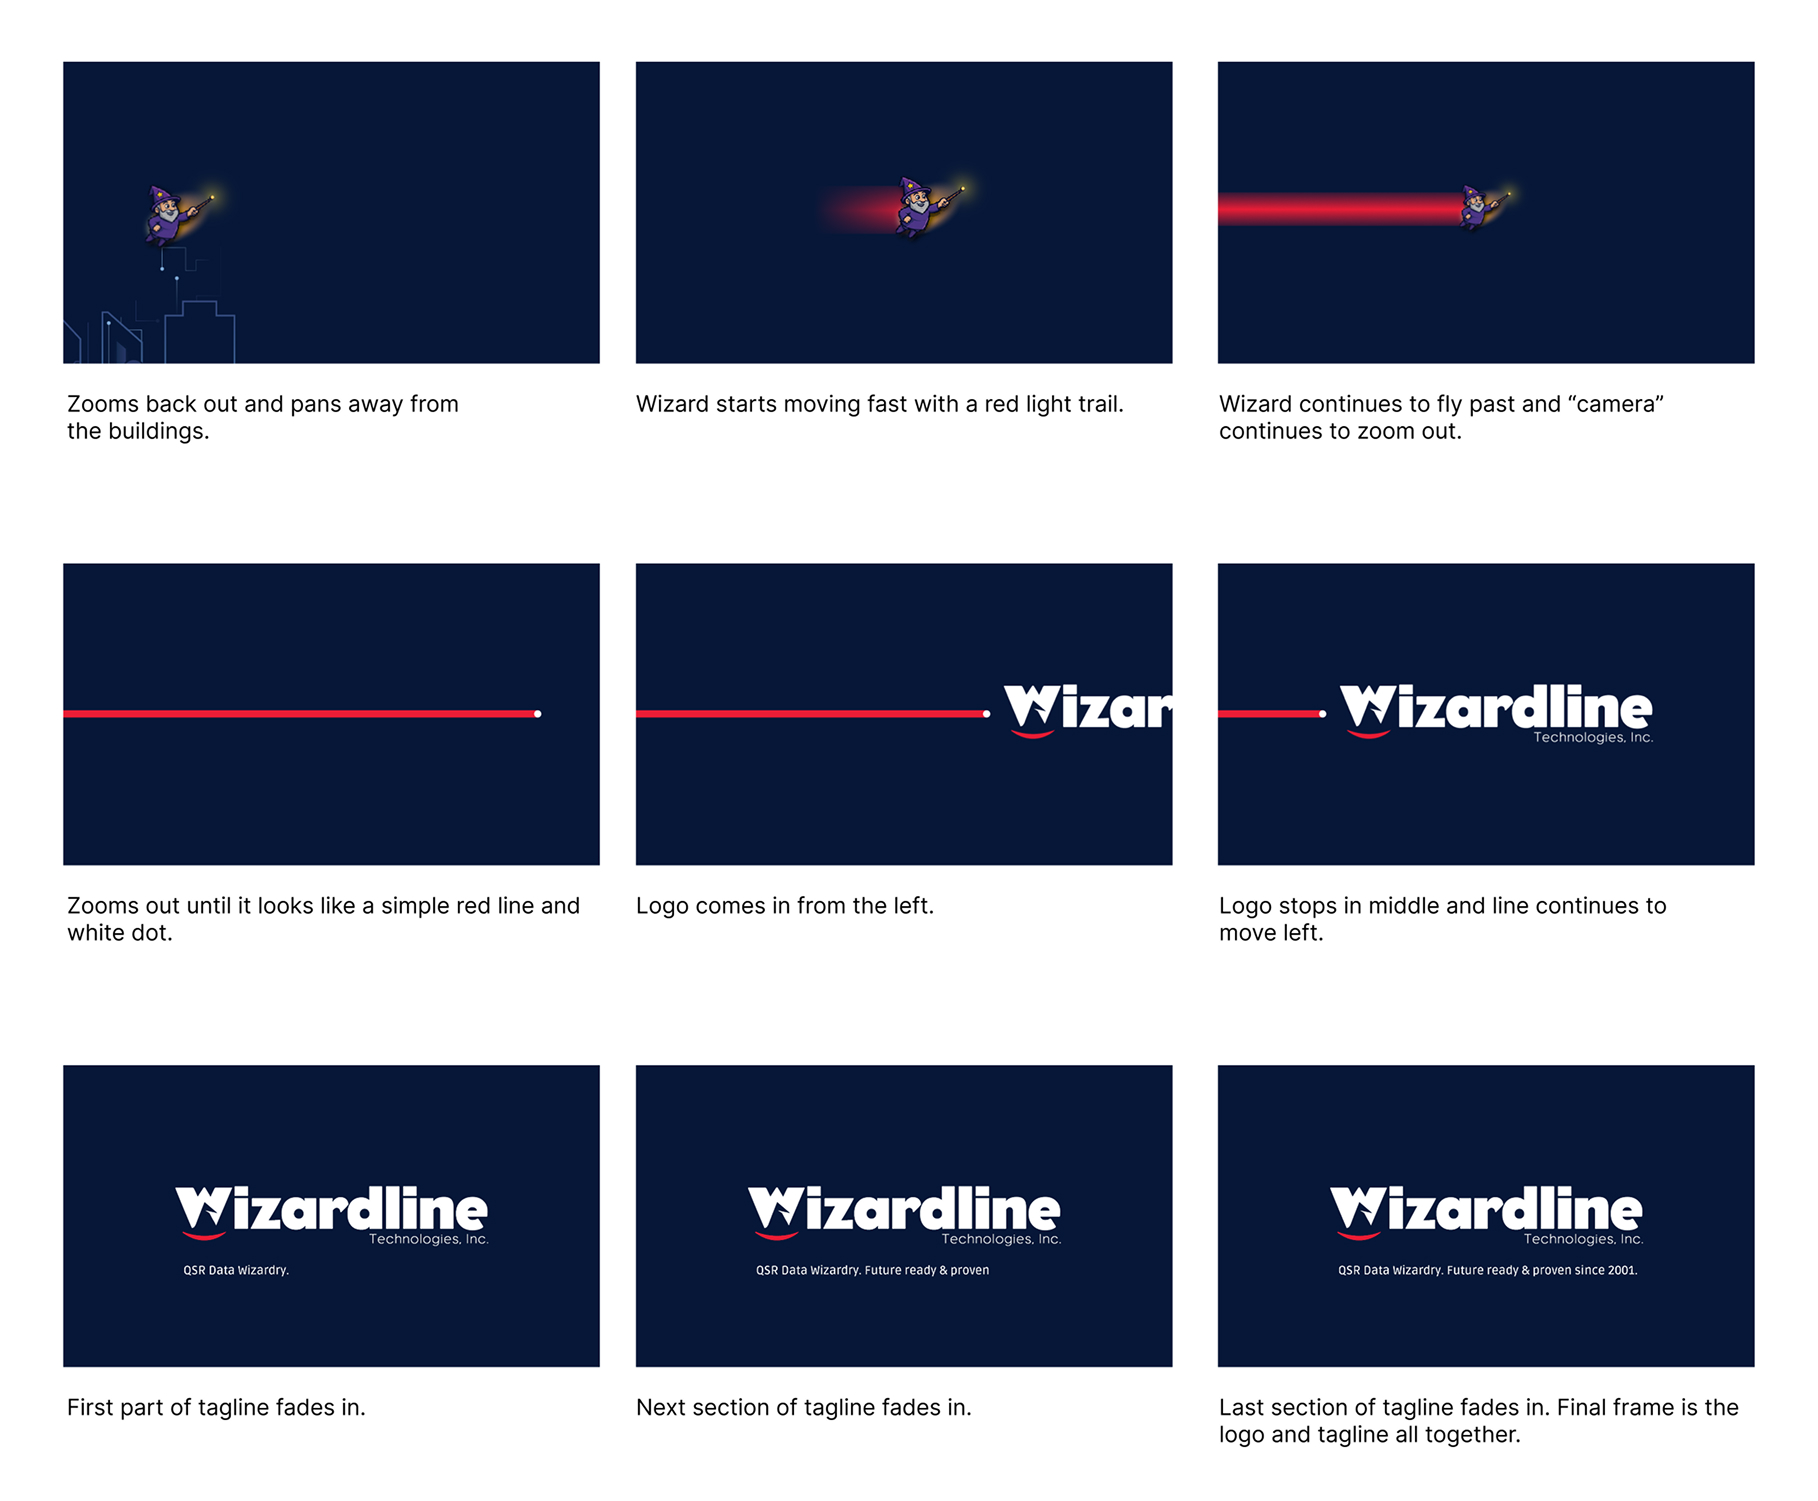 Zooms back out and pans away from
the buildings.
Wizard starts moving fast with a red light trail.
Wizard continues to fly past and “camera”
continues to zoom out.
Zooms out until it looks like a simple red line and
white dot.
Wizar
Logo comes in from the left.
Wizardline
Technologies, Inc.
Logo stops in middle and line continues to
move left.
Wizardline
Technologies, Inc.
QSR Data Wizardry.
First part of tagline fades in.
Wizardline
Technologies, Inc.
QSR Data Wizardry. Future ready & proven
Next section of tagline fades in.
Wizardline
Technologies, Inc.
QSR Data Wizardry. Future ready & proven since 2001.
Last section of tagline fades in. Final frame is the
logo and tagline all together.